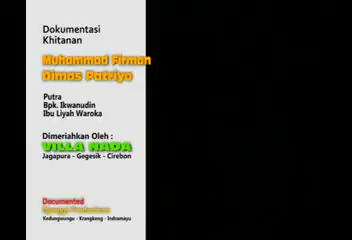 Dokumentasi
Khitanan
Muhammad Firman
Dimas Patriyo
Putra
Bpk. Ikwanudin
Ibu Liyah Waroka
Dimeriahkan Oleh :
VILLA NADA
Jagapura - Gegesik - Cirebon
Documented
Kedungwungu - Krangkeng - Indramayu